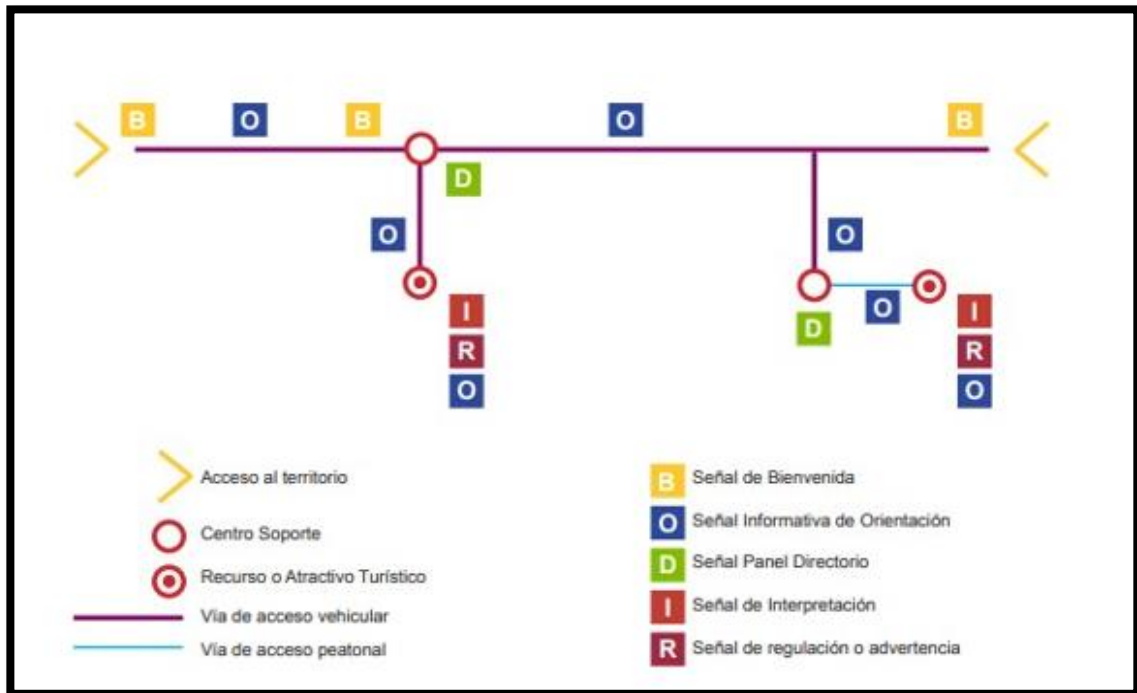 B O B O B
D
O O
O
I I
D
R R
O O
Acceso al territorio
Centro Soporte
Recurso o Atractivo Turístico
Vía de acceso vehicular
Vía de acceso peatonal
B Señal de Bienvenida
O Señal Informativa de Orientación
D Señal Panel Directorio
I Señal de Interpretación
R Señal de regulación o advertencia